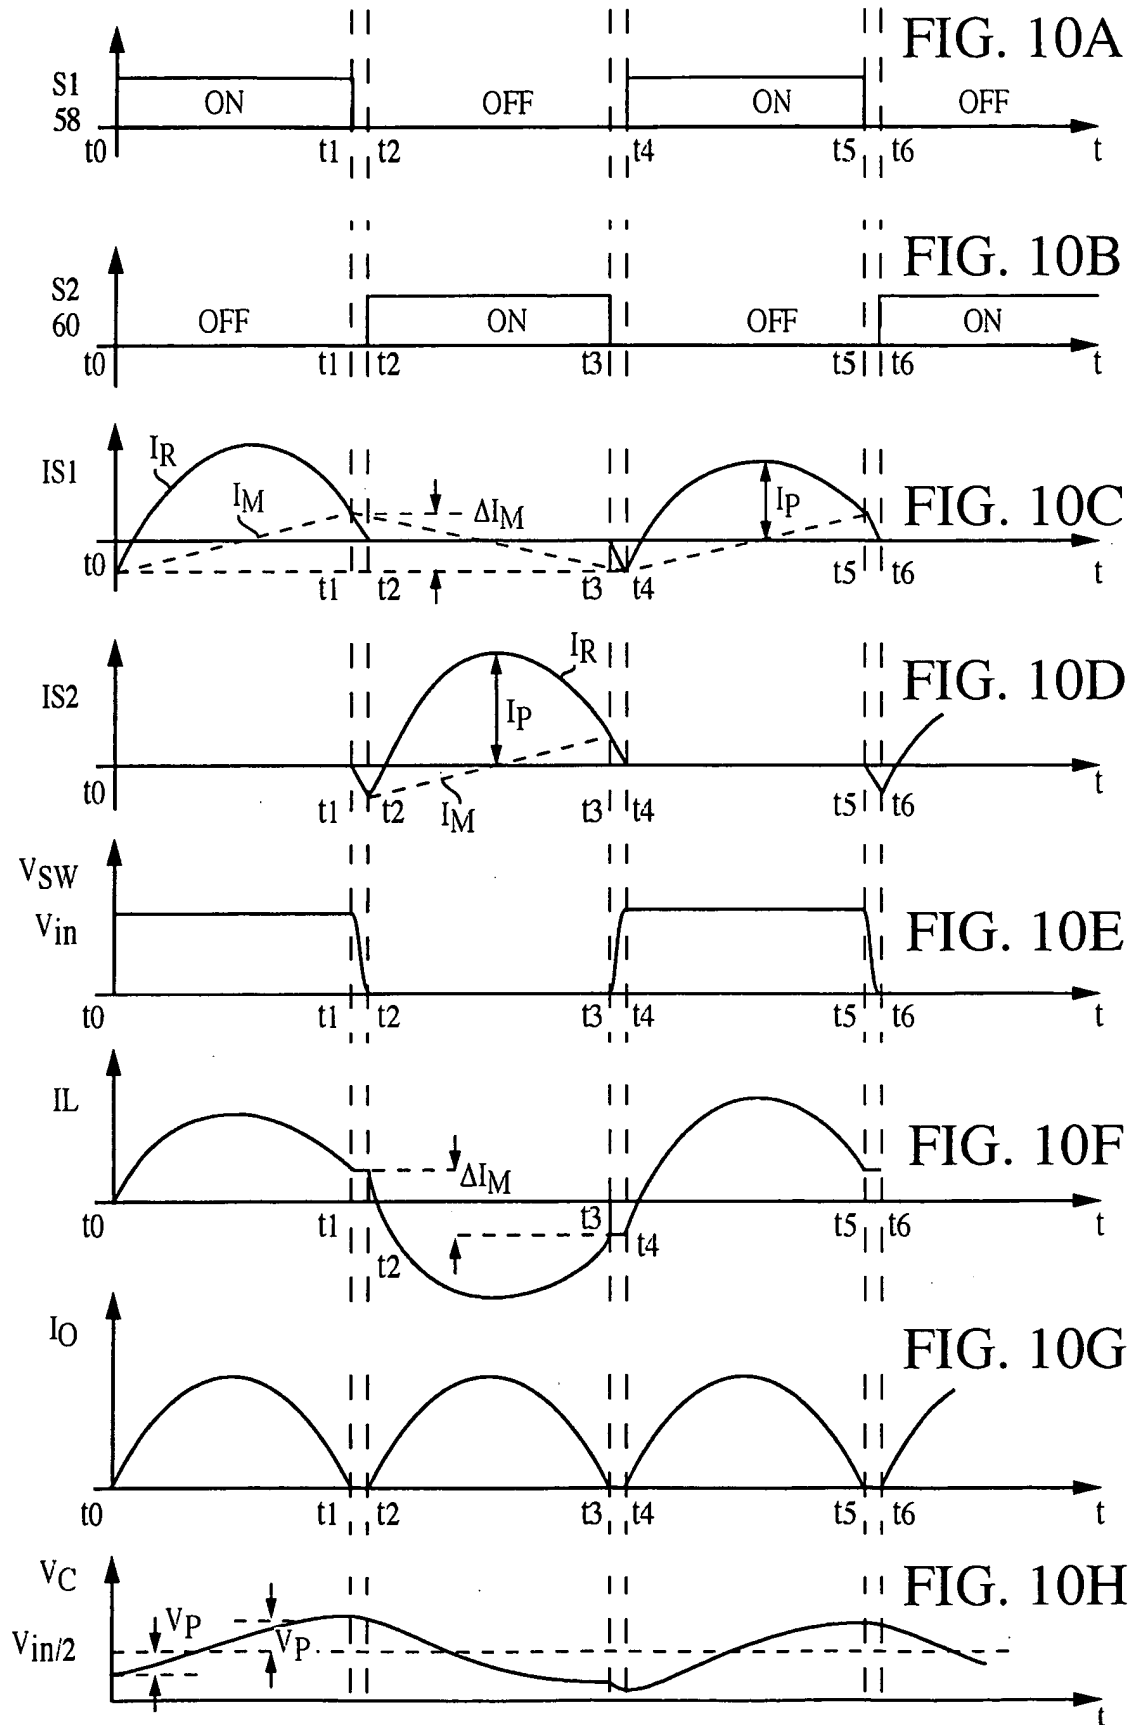 FIG. 10A
S1
58
ON OFF ON OFF
t0 t1 t2 t4 t5 t6 t
FIG. 10B
S2
60
OFF ON OFF ON
t0 t1 t2 t3 t4 t5 t6 t
FIG. 10C
IS1
IR
IM
ΔIM
IP
t0 t1 t2 t3 t4 t5 t6 t
FIG. 10D
IS2
IR
IP
IM
t0 t1 t2 t3 t4 t5 t6 t
FIG. 10E
VSW
Vin
t0 t1 t2 t3 t4 t5 t6 t
FIG. 10F
IL
ΔIM
t0 t1 t2 t3 t4 t5 t6 t
FIG. 10G
IO
t0 t1 t2 t3 t4 t5 t6 t
FIG. 10H
VC
VP
VP
Vin/2
t